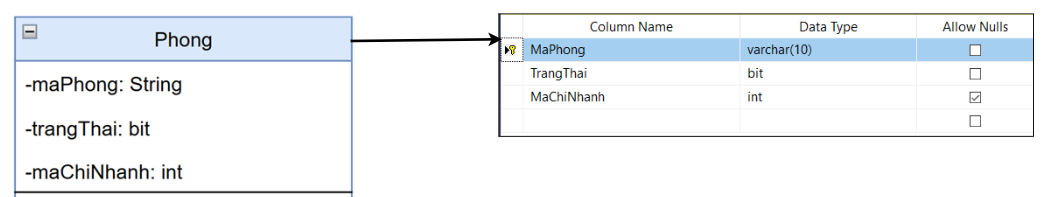 Phong
-maPhong: String
-trangThai: bit
-maChiNhanh: int
Column Name Data Type Allow Nulls
MaPhong varchar(10)
TrangThai bit
MaChiNhanh int